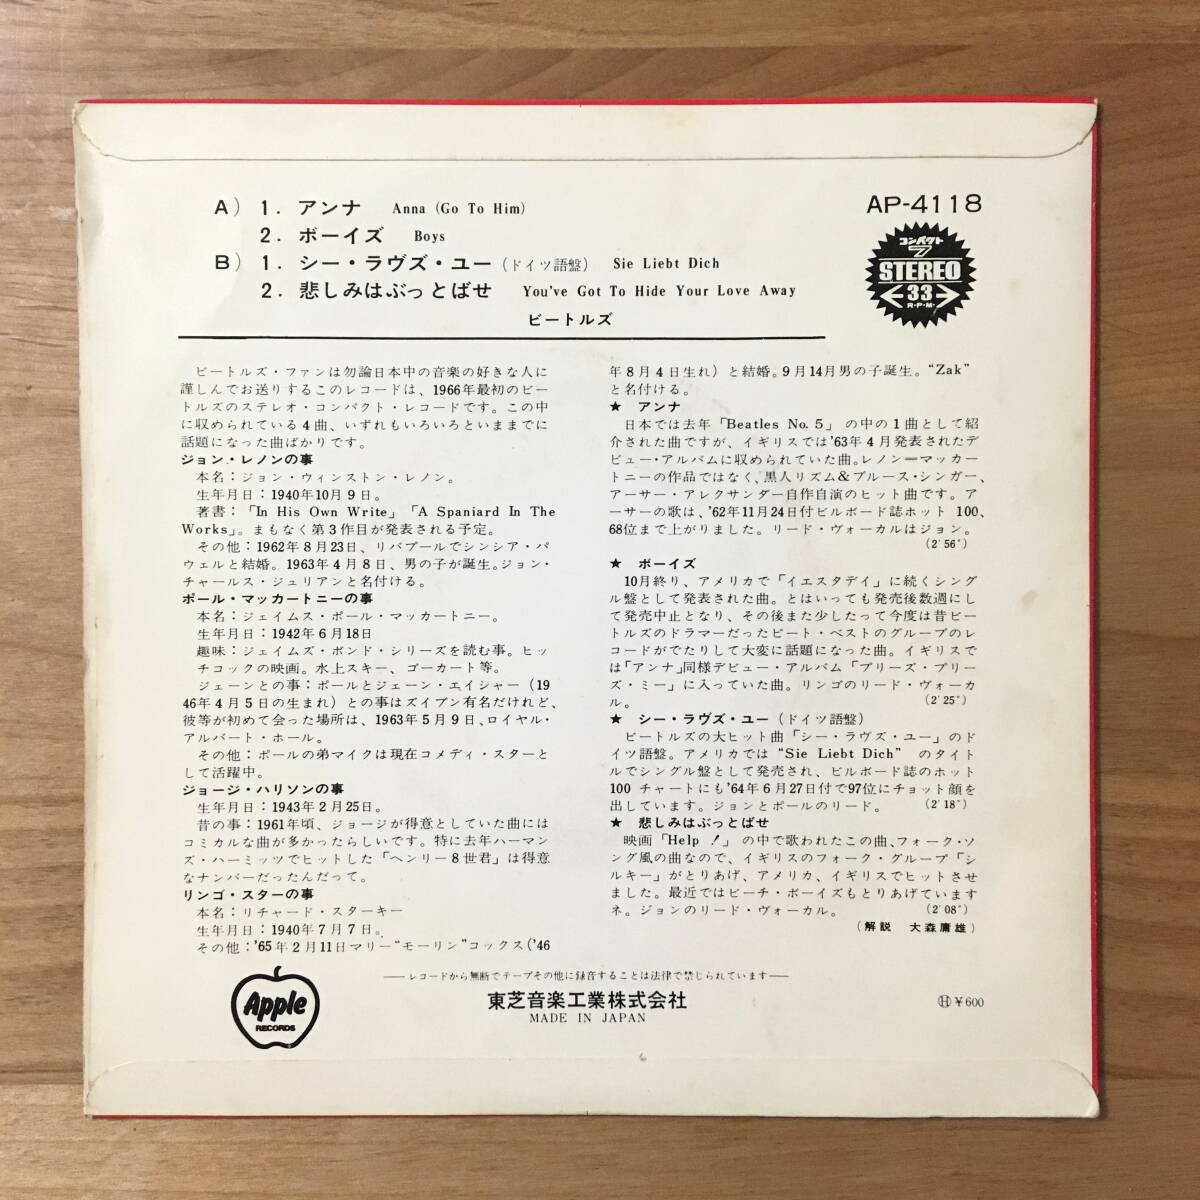 A) 1. アンナ Anna (Go To Him)
2. ボーイズ Boys
B) 1. シー・ラヴズ・ユー(ドイツ語盤) Sie Liebt Dich
2. 悲しみはぶっとばせ You've Got To Hide Your Love Away
ビートルズ
AP-4118
コンパクト
7
STEREO
33
R・P・M・
ビートルズ・ファンは勿論日本中の音楽の好きな人に
謹しんでお送りするこのレコードは、1966年最初のビー
トルズのステレオ・コンパクト・レコードです。この中
に収められている4曲、いずれもいろいろといままでに
話題になった曲ばかりです。
ジョン・レノンの事
本名:ジョン・ウィンストン・レノン。
生年月日:1940年10月9日。
著書:「In His Own Write」「A Spaniard In The
Works」。まもなく第3作目が発表される予定。
その他:1962年8月23日、リバプールでシンシア・パ
ウェルと結婚。1963年4月8日、男の子が誕生。ジョン・
チャールス・ジュリアンと名付ける。
ポール・マッカートニーの事
本名:ジェイムス・ポール・マッカートニー。
生年月日:1942年6月18日
趣味:ジェイムズ・ボンド・シリーズを読む事。ヒッ
チコックの映画。水上スキー、ゴーカート等。
ジェーンとの事:ポールとジェーン・エイシャー(19
46年4月5日の生まれ)との事はズイブン有名だけれど、
彼等が初めて会った場所は、1963年5月9日、ロイヤル・
アルバート・ホール。
その他:ポールの弟マイクは現在コメディ・スターと
して活躍中。
ジョージ・ハリソンの事
生年月日:1943年2月25日。
昔の事:1961年頃、ジョージが得意としていた曲には
コミカルな曲が多かったらしいです。特に去年ハーマン
ズ・ハーミッツでヒットした「ヘンリー8世君」は得意
なナンバーだったんだって。
リンゴ・スターの事
本名:リチャード・スターキー
生年月日:1940年7月7日。
その他:'65年2月11日マリー“モーリン”コックス('46
年8月4日生れ)と結婚。9月14月男の子誕生。“Zak”
と名付ける。
★ アンナ
日本では去年「Beatles No.5」の中の1曲として紹
介された曲ですが、イギリスでは'63年4月発表されたデ
ビュー・アルバムに収められていた曲。レノン=マッカー
トニーの作品ではなく、黒人リズム&ブルース・シンガー、
アーサー・アレクサンダー自作自演のヒット曲です。ア
ーサーの歌は、'62年11月24日付ビルボード誌ホット 100、
68位まで上がりました。リード・ヴォーカルはジョン。
(2'56")
★ ボーイズ
10月終り、アメリカで「イエスタデイ」に続くシング
ル盤として発表された曲。とはいっても発売後数週にし
て発売中止となり、その後また少したって今度は昔ビー
トルズのドラマーだったピート・ベストのグループのレ
コードがでたりして大変に話題になった曲。イギリスで
は「アンナ」同様デビュー・アルバム「プリーズ・プリー
ズ・ミー」に入っていた曲。リンゴのリード・ヴォーカ
ル。 (2'25")
★ シー・ラヴズ・ユー(ドイツ語盤)
ビートルズの大ヒット曲「シー・ラヴズ・ユー」のド
イツ語盤。アメリカでは“Sie Liebt Dich”のタイト
ルでシングル盤として発売され、ビルボード誌のホット
100 チャートにも'64年6月27日付で97位にチョット顔を
出しています。ジョンとポールのリード。 (2'18")
★ 悲しみはぶっとばせ
映画「Help!」の中で歌われたこの曲、フォーク・ソ
ング風の曲なので、イギリスのフォーク・グループ「シ
ルキー」がとりあげ、アメリカ、イギリスでヒットさせ
ました。最近ではビーチ・ボーイズもとりあげています
ネ。ジョンのリード・ヴォーカル。 (2'08")
(解説 大森庸雄)
——レコードから無断でテープその他に録音することは法律で禁じられています——
東芝音楽工業株式会社
MADE IN JAPAN
Ⓗ¥600
Apple
RECORDS